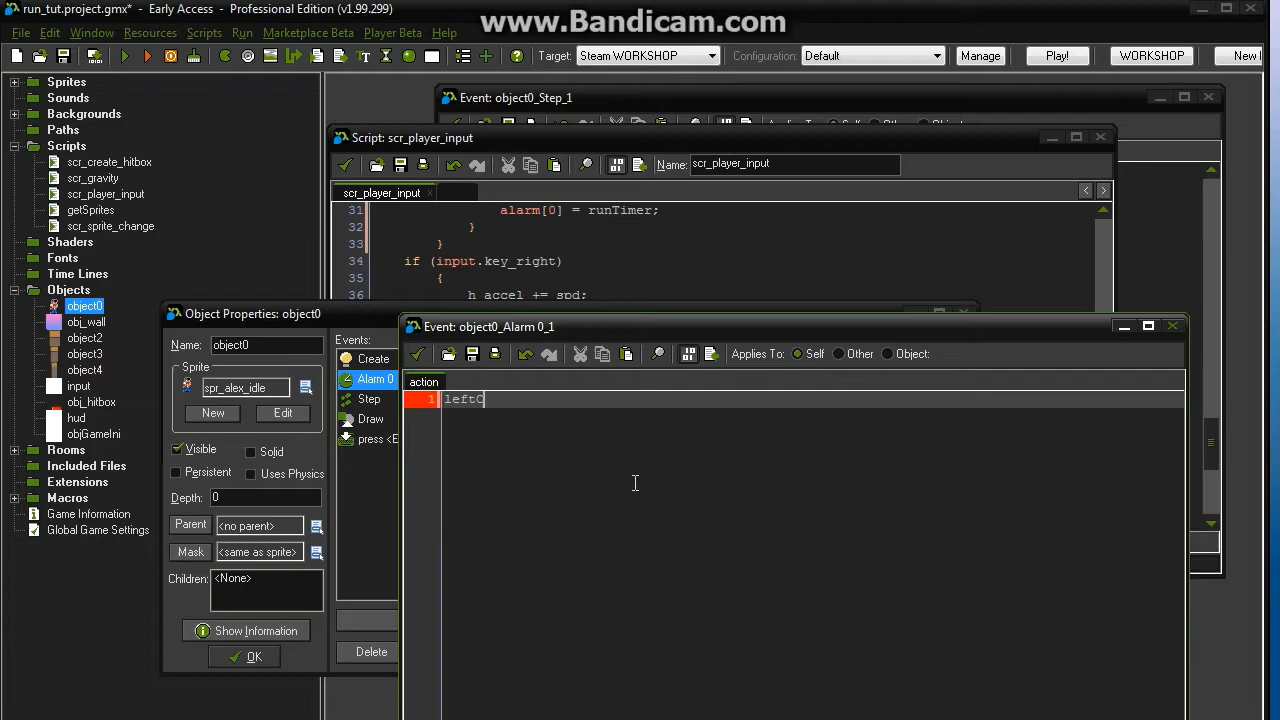 run_tut.project.gmx* - Early Access - Professional Edition (v1.99.299)
www.Bandicam.com
File Edit Window Resources Scripts Run Marketplace Beta Player Beta Help
Target: Steam WORKSHOP Configuration: Default Manage Play! WORKSHOP New
Sprites
Sounds
Backgrounds
Paths
Scripts
scr_create_hitbox
scr_gravity
scr_player_input
getSprites
scr_sprite_change
Shaders
Fonts
Time Lines
Objects
object0
obj_wall
object2
object3
object4
input
obj_hitbox
hud
objGameIni
Rooms
Included Files
Extensions
Macros
Game Information
Global Game Settings
Event: object0_Step_1
Script: scr_player_input
Name: scr_player_input
scr_player_input
31 alarm[0] = runTimer;
32 }
33 }
34 if (input.key_right)
35 {
36 h_accel += spd;
Object Properties: object0
Name: object0
Sprite
spr_alex_idle
New Edit
Visible Solid
Persistent Uses Physics
Depth: 0
Parent <no parent>
Mask <same as sprite>
Children: <None>
Show Information
OK
Events:
Create
Alarm 0
Step
Draw
press <E
Delete
Event: object0_Alarm 0_1
Applies To: Self Other Object:
action
1 leftC